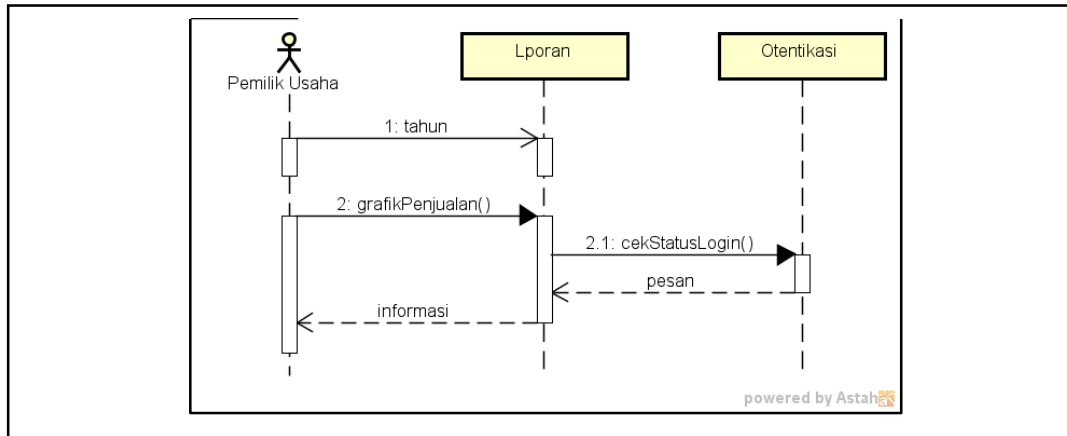 Pemilik Usaha
Lporan
Otentikasi
1: tahun
2: grafikPenjualan()
2.1: cekStatusLogin()
pesan
informasi
powered by Astah